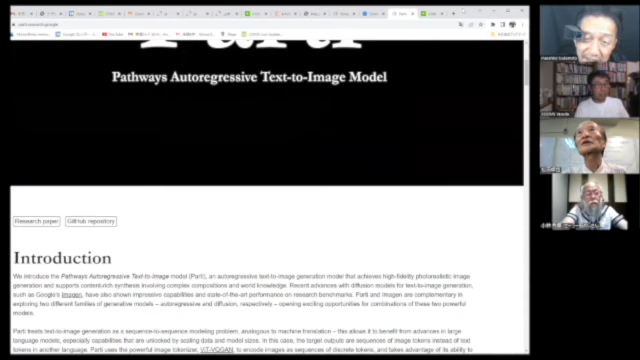 parti.research.google
Parti
Pathways Autoregressive Text-to-Image Model
Research paper
GitHub repository
Introduction
We introduce the Pathways Autoregressive Text-to-Image model (Parti), an autoregressive text-to-image generation model that achieves high-fidelity photorealistic image
generation and supports content-rich synthesis involving complex compositions and world knowledge. Recent advances with diffusion models for text-to-image generation,
such as Google's Imagen, have also shown impressive capabilities and state-of-the-art performance on research benchmarks. Parti and Imagen are complementary in
exploring two different families of generative models – autoregressive and diffusion, respectively – opening exciting opportunities for combinations of these two powerful
models.
Parti treats text-to-image generation as a sequence-to-sequence modeling problem, analogous to machine translation – this allows it to benefit from advances in large
language models, especially capabilities that are unlocked by scaling data and model sizes. In this case, the target outputs are sequences of image tokens instead of text
tokens in another language. Parti uses the powerful image tokenizer, ViT-VQGAN, to encode images as sequences of discrete tokens, and takes advantage of its ability to